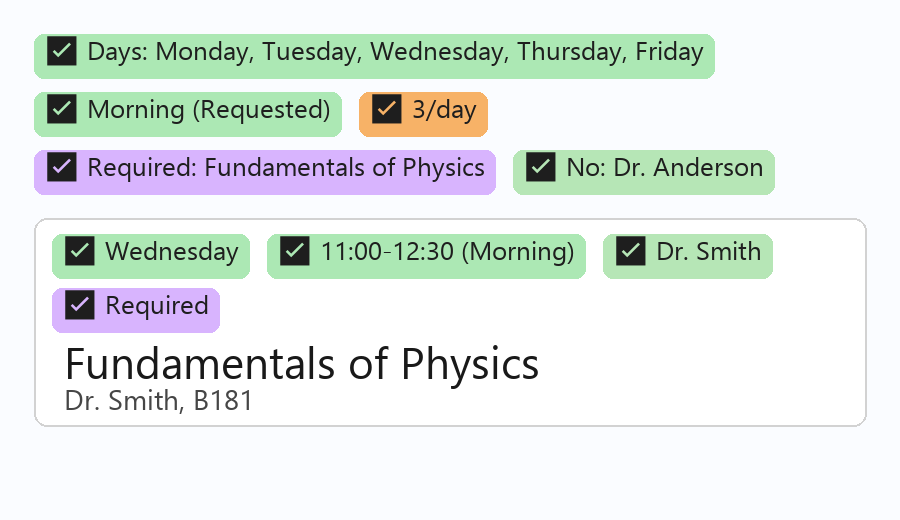 Days: Monday, Tuesday, Wednesday, Thursday, Friday
Morning (Requested) 3/day
Required: Fundamentals of Physics No: Dr. Anderson
Wednesday 11:00-12:30 (Morning) Dr. Smith
Required
Fundamentals of Physics
Dr. Smith, B181